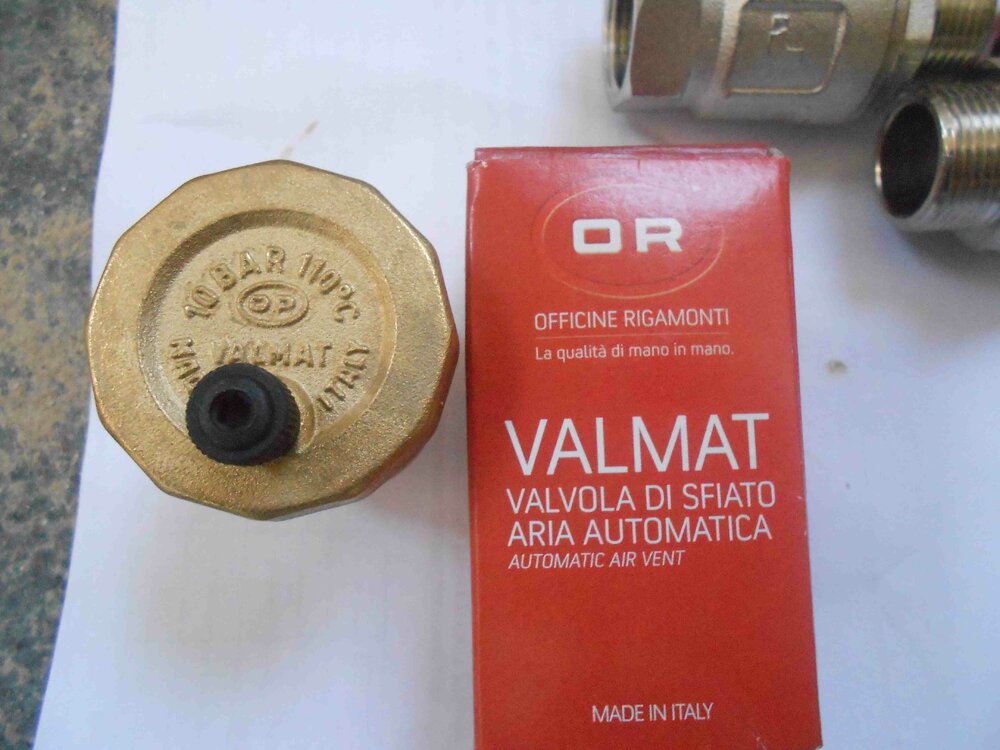 10 BAR 110°C
OR
VALMAT
ITALY
OR
OFFICINE RIGAMONTI
La qualità di mano in mano.
VALMAT
VALVOLA DI SFIATO
ARIA AUTOMATICA
AUTOMATIC AIR VENT
MADE IN ITALY